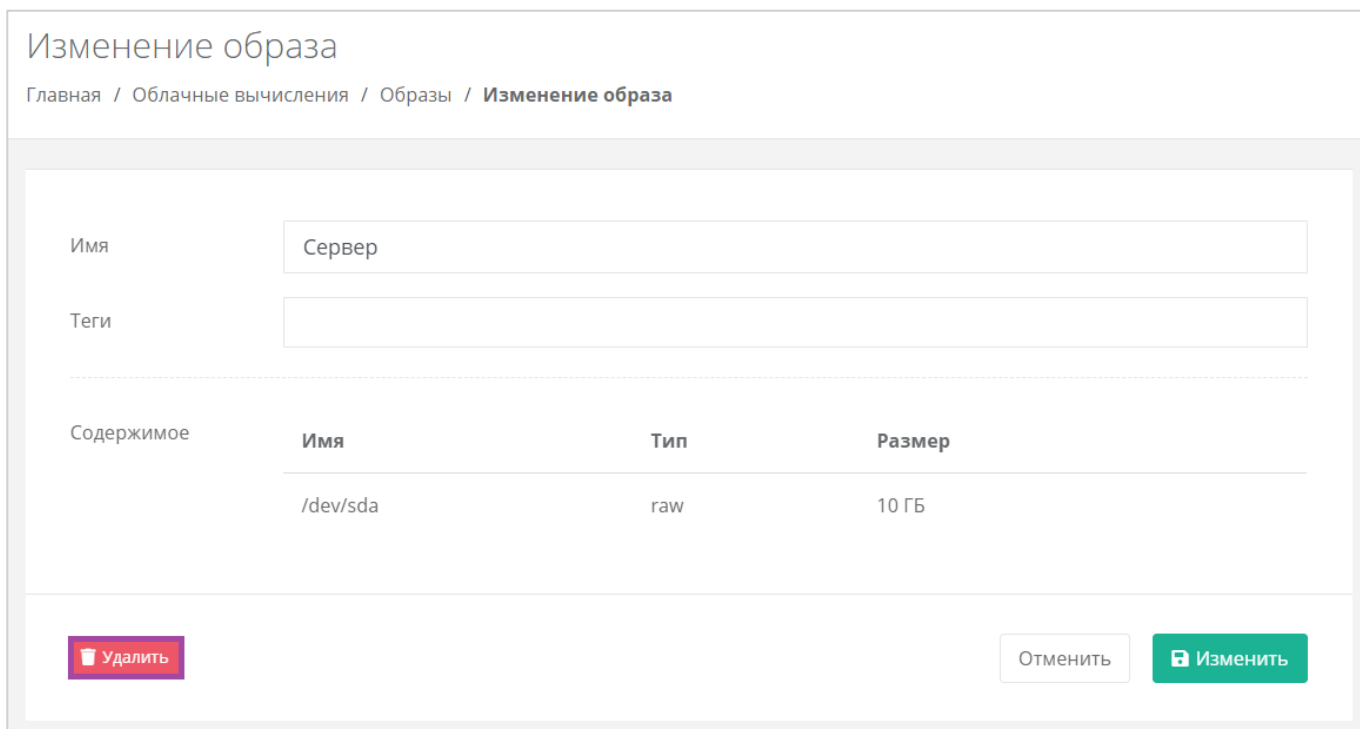 Изменение образа
Главная / Облачные вычисления / Образы / Изменение образа
Имя Сервер
Теги
Содержимое Имя Тип Размер
/dev/sda raw 10 ГБ
Удалить Отменить Изменить